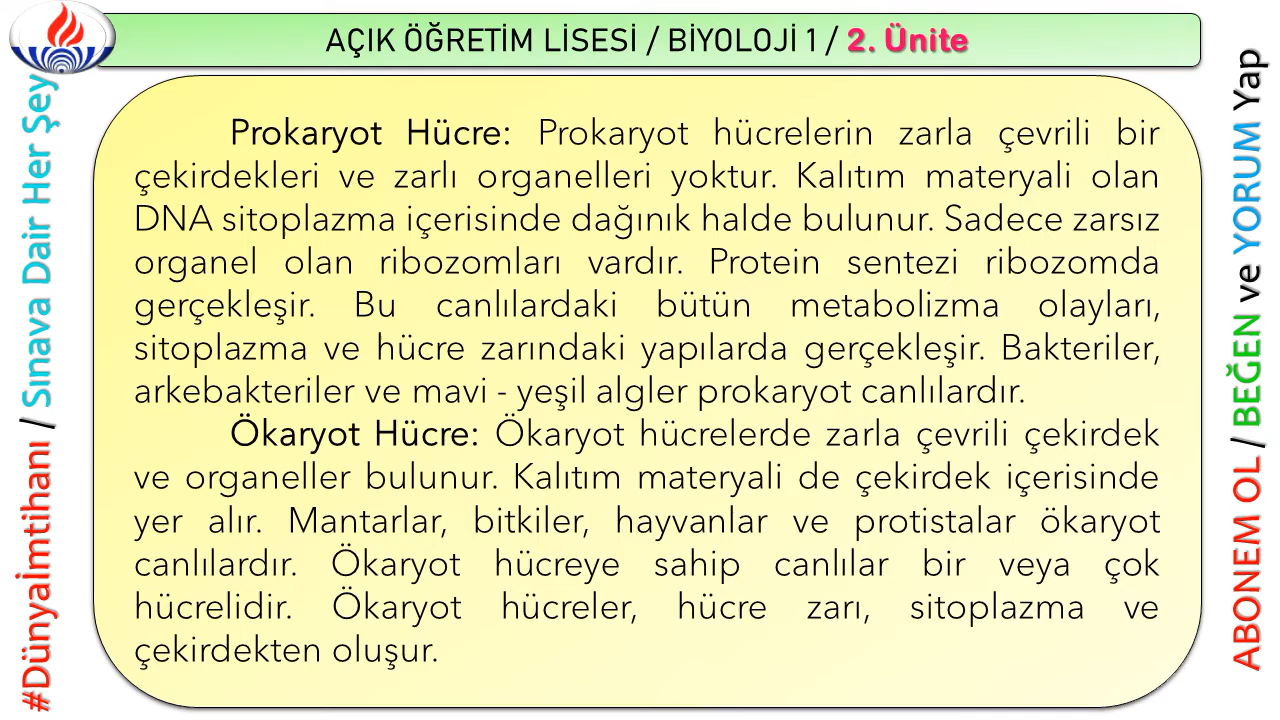 AÇIK ÖĞRETİM LİSESİ / BİYOLOJİ 1 / 2. Ünite
#Dünyaİmtihanı / Sınava Dair Her Şey
Prokaryot Hücre: Prokaryot hücrelerin zarla çevrili bir
çekirdekleri ve zarlı organelleri yoktur. Kalıtım materyali olan
DNA sitoplazma içerisinde dağınık halde bulunur. Sadece zarsız
organel olan ribozomları vardır. Protein sentezi ribozomda
gerçekleşir. Bu canlılardaki bütün metabolizma olayları,
sitoplazma ve hücre zarındaki yapılarda gerçekleşir. Bakteriler,
arkebakteriler ve mavi - yeşil algler prokaryot canlılardır.
Ökaryot Hücre: Ökaryot hücrelerde zarla çevrili çekirdek
ve organeller bulunur. Kalıtım materyali de çekirdek içerisinde
yer alır. Mantarlar, bitkiler, hayvanlar ve protistalar ökaryot
canlılardır. Ökaryot hücreye sahip canlılar bir veya çok
hücrelidir. Ökaryot hücreler, hücre zarı, sitoplazma ve
çekirdekten oluşur.
ABONEM OL / BEĞEN ve YORUM Yap